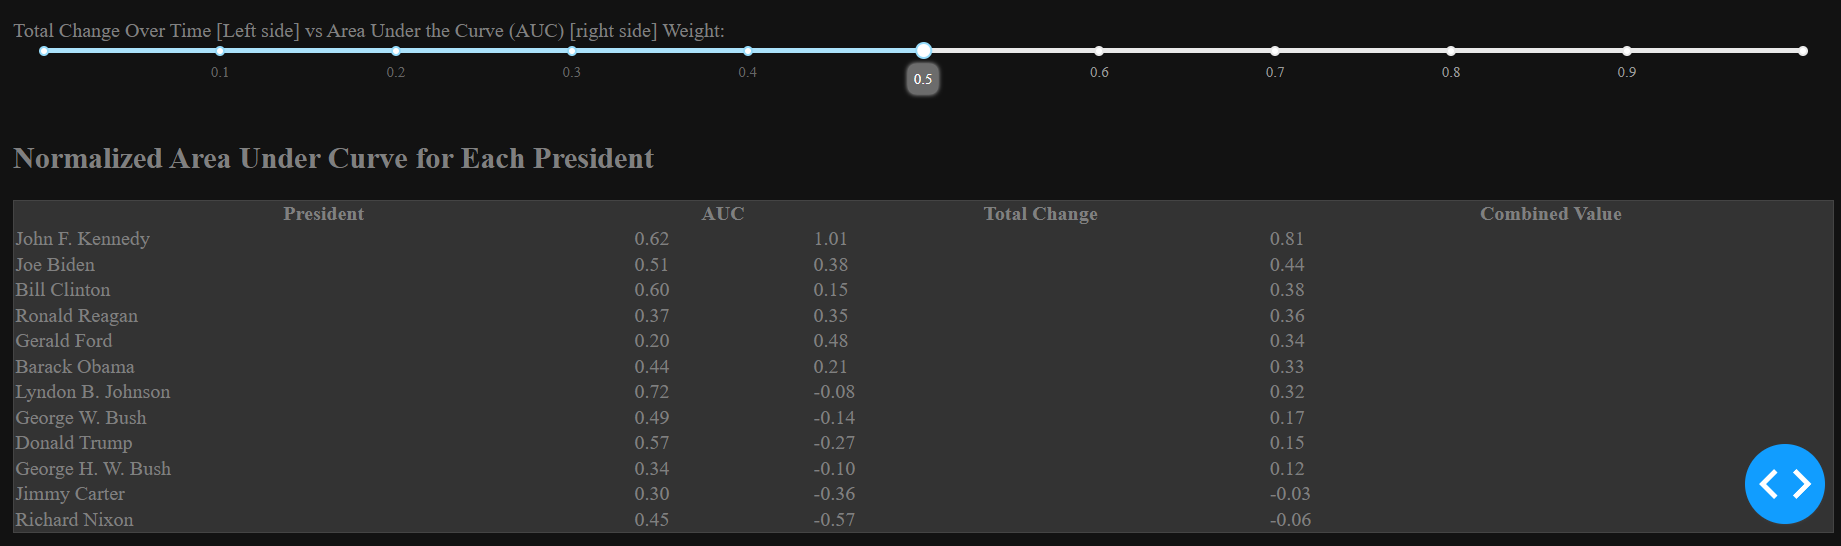 Total Change Over Time [Left side] vs Area Under the Curve (AUC) [right side] Weight:
0.1 0.2 0.3 0.4 0.5 0.6 0.7 0.8 0.9
Normalized Area Under Curve for Each President
President AUC Total Change Combined Value
John F. Kennedy 0.62 1.01 0.81
Joe Biden 0.51 0.38 0.44
Bill Clinton 0.60 0.15 0.38
Ronald Reagan 0.37 0.35 0.36
Gerald Ford 0.20 0.48 0.34
Barack Obama 0.44 0.21 0.33
Lyndon B. Johnson 0.72 -0.08 0.32
George W. Bush 0.49 -0.14 0.17
Donald Trump 0.57 -0.27 0.15
George H. W. Bush 0.34 -0.10 0.12
Jimmy Carter 0.30 -0.36 -0.03
Richard Nixon 0.45 -0.57 -0.06